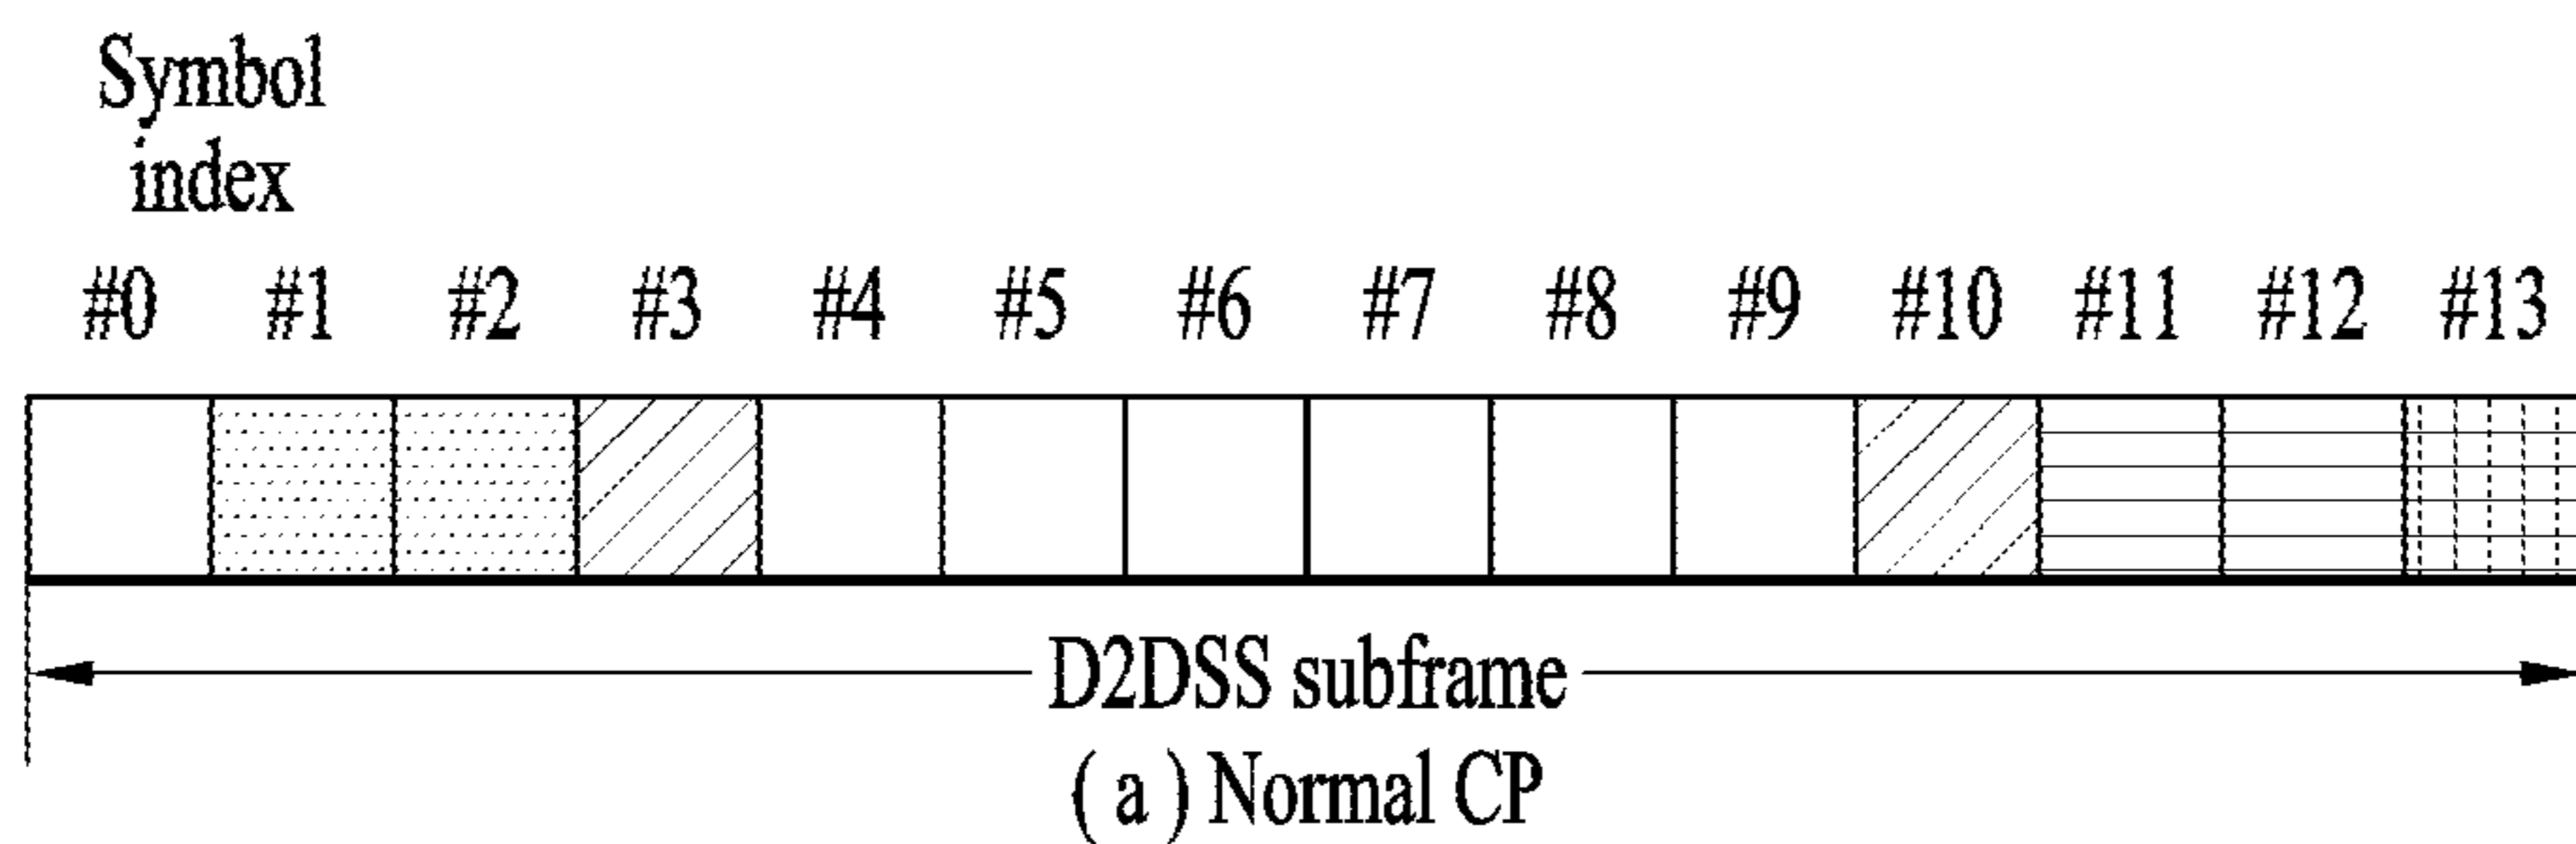 Symbol
index
#0 #1 #2 #3 #4 #5 #6 #7 #8 #9 #10 #11 #12 #13
D2DSS subframe
( a ) Normal CP